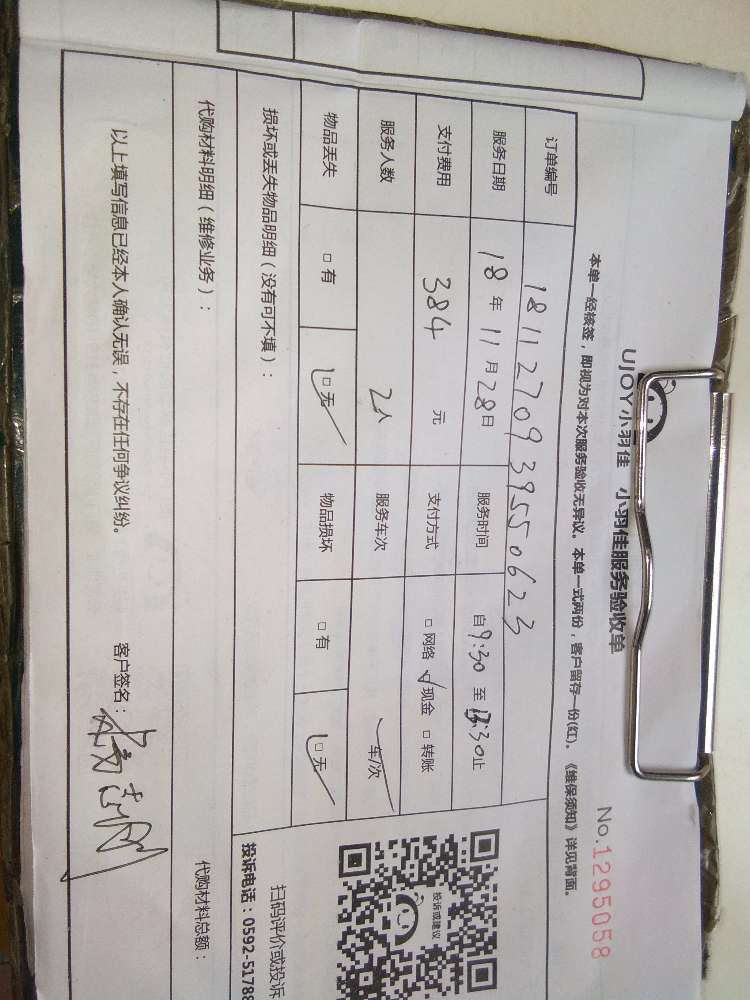 UJOY小羽佳 小羽佳服务验收单
No.1295058
本单一经核签，即视为对本次服务验收无异议。本单一式两份，客户留存一份(红)。《维保须知》详见背面。
订单编号 181127093955 0623
服务日期 18年11月28日 服务时间 自9:30至13:30止
支付费用 384 元 支付方式 □网络 ☑现金 □转账
服务人数 2人 服务车次 车/次
物品丢失 □有 ☑无 物品损坏 □有 ☑无
损坏或丢失物品明细（没有可不填）：
投诉或建议
扫码评价或投诉
投诉电话：0592-5178
代购材料明细（维修业务）： 代购材料总额：
以上填写信息已经本人确认无误，不存在任何争议纠纷。 客户签名：